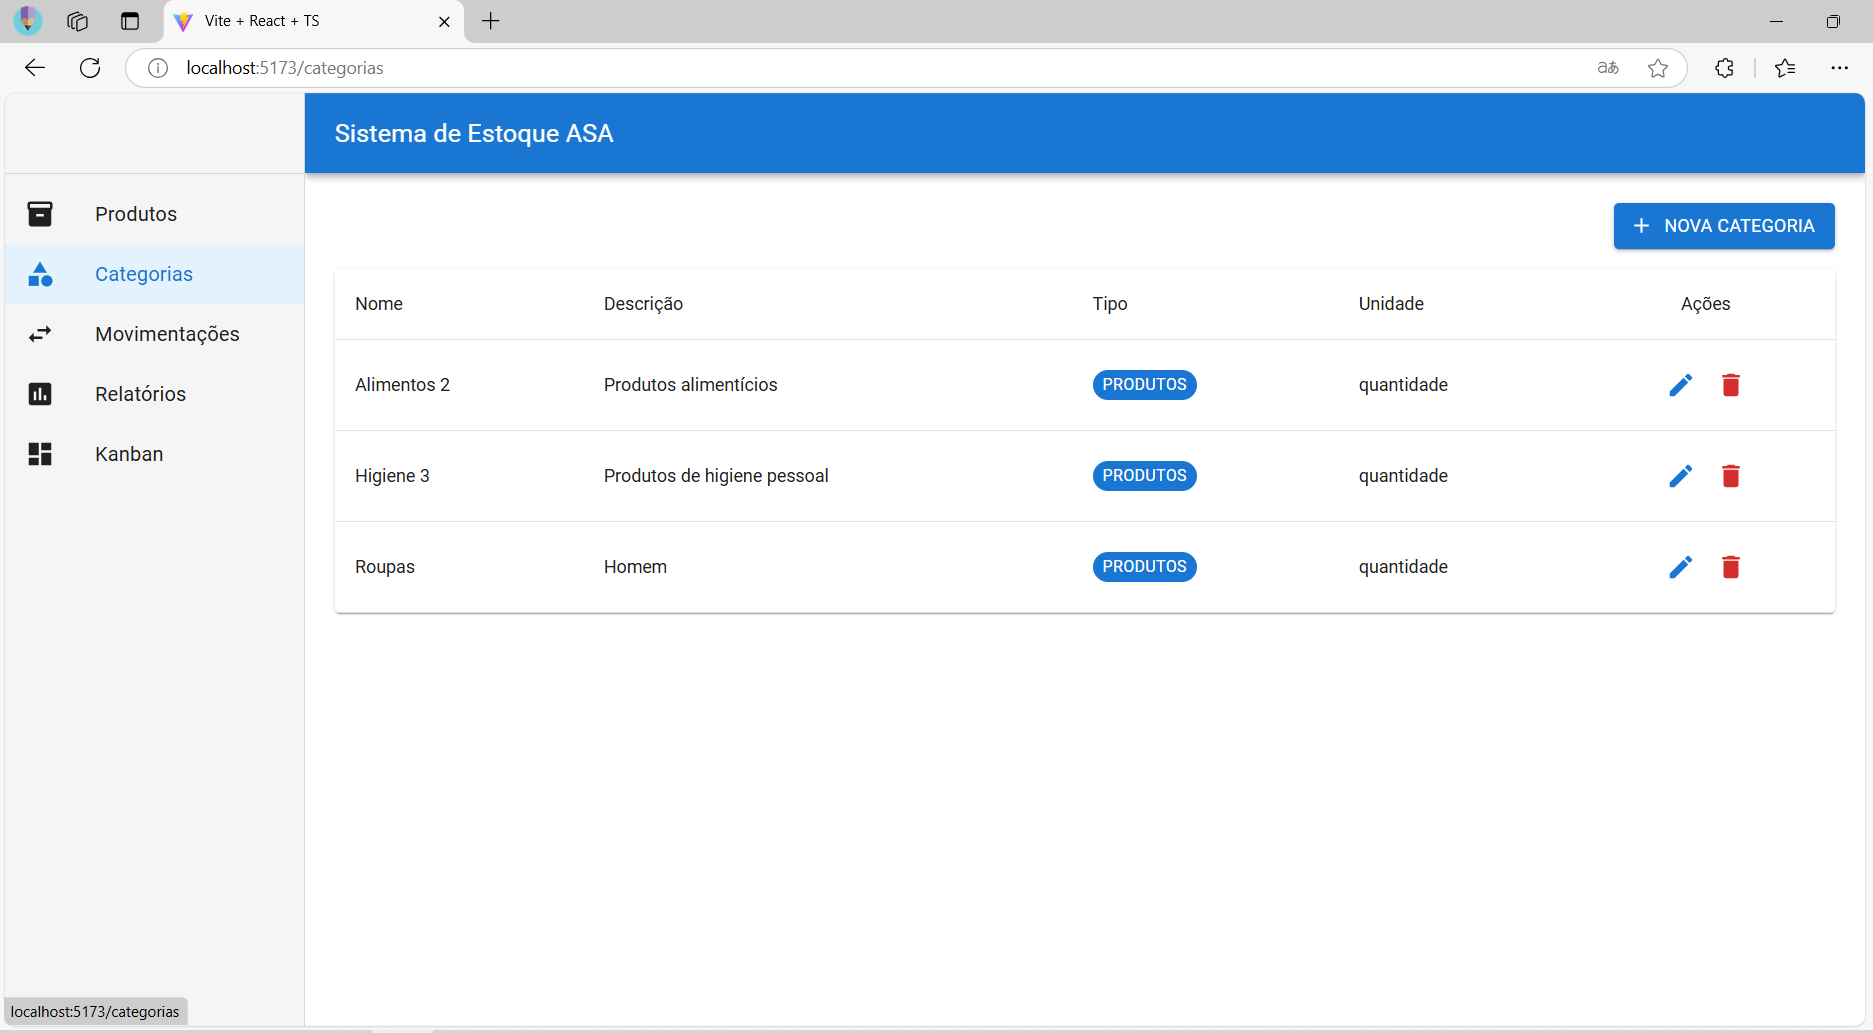 Vite + React + TS
localhost:5173/categorias
aあ
Sistema de Estoque ASA
Produtos
Categorias
Movimentações
Relatórios
Kanban
NOVA CATEGORIA
Nome Descrição Tipo Unidade Ações
Alimentos 2 Produtos alimentícios PRODUTOS quantidade
Higiene 3 Produtos de higiene pessoal PRODUTOS quantidade
Roupas Homem PRODUTOS quantidade
localhost:5173/categorias